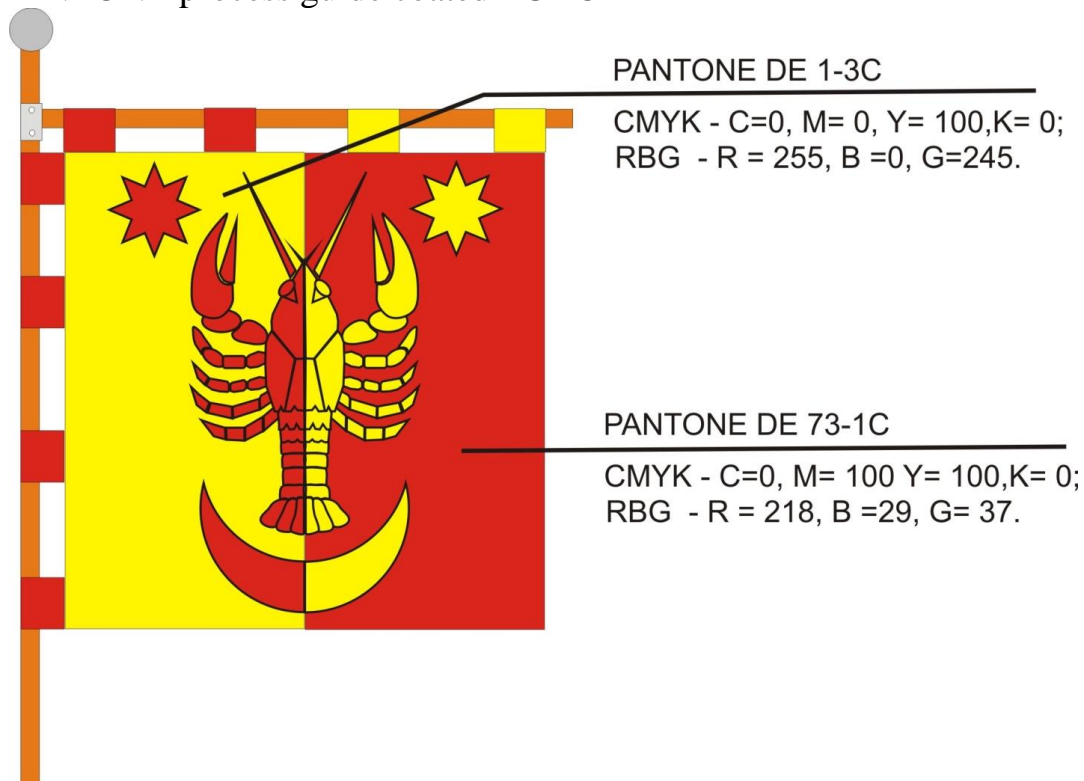 PANTONE DE 1-3C
CMYK - C=0, M= 0, Y= 100,K= 0;
RBG - R = 255, B =0, G=245.
PANTONE DE 73-1C
CMYK - C=0, M= 100 Y= 100,K= 0;
RBG - R = 218, B =29, G= 37.